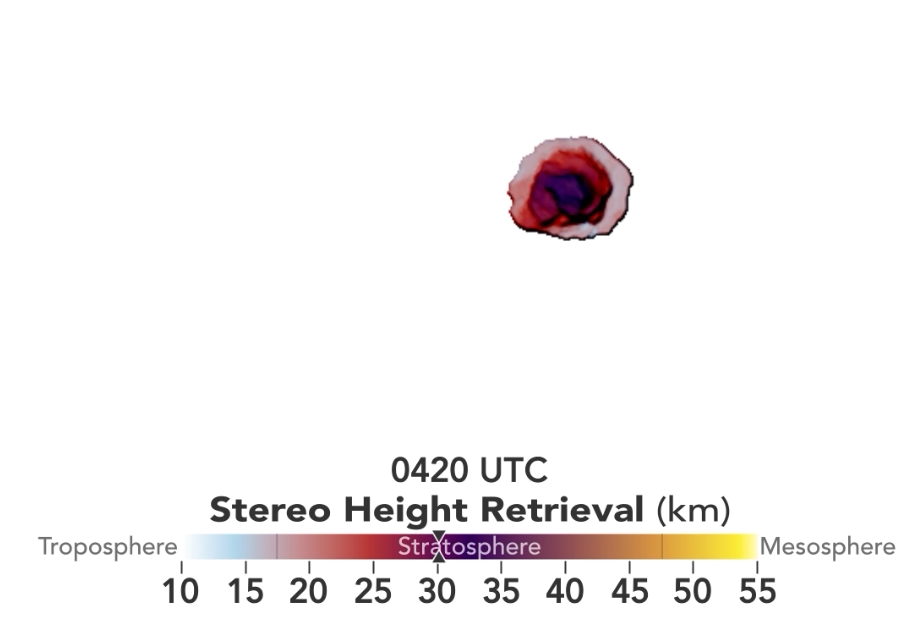 0420 UTC
Stereo Height Retrieval (km)
Troposphere Stratosphere Mesosphere
10 15 20 25 30 35 40 45 50 55